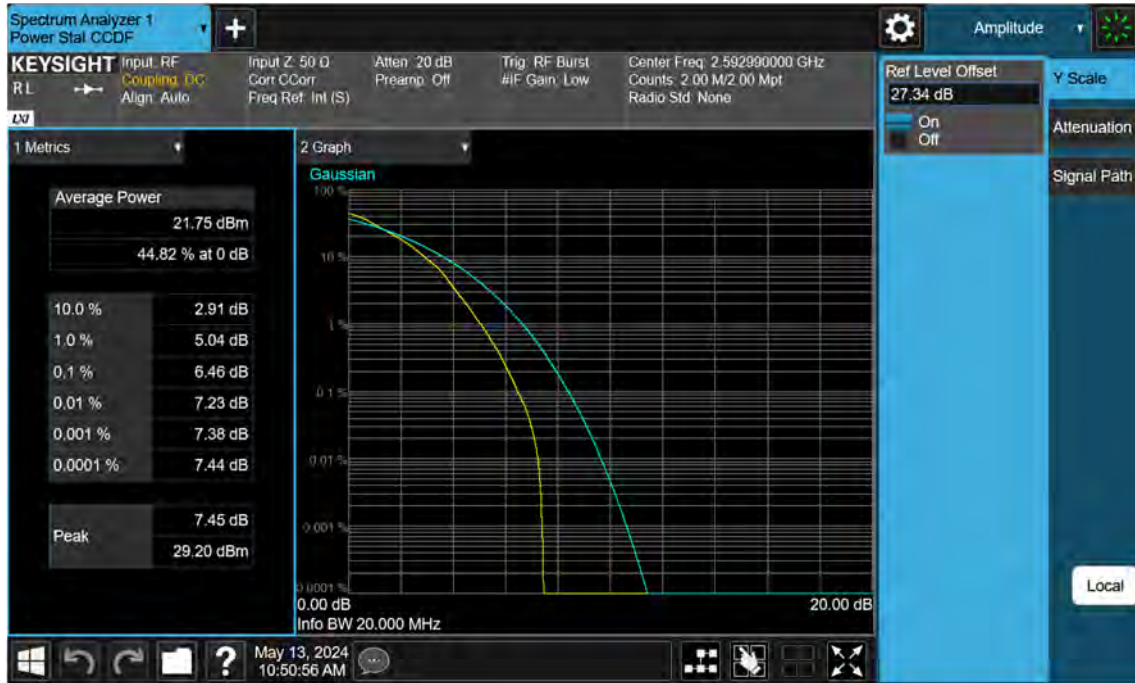 Spectrum Analyzer 1
Power Stat CCDF
+
Amplitude
KEYSIGHT
RL
LXI
Input: RF
Coupling: DC
Align: Auto
Input Z: 50 Ω
Corr CCorr
Freq Ref: Int (S)
Atten: 20 dB
Preamp: Off
Trig: RF Burst
#IF Gain: Low
Center Freq: 2.592990000 GHz
Counts: 2.00 M/2.00 Mpt
Radio Std: None
Ref Level Offset
27.34 dB
On
Off
Y Scale
Attenuation
Signal Path
1 Metrics
Average Power
21.75 dBm
44.82 % at 0 dB
10.0 % 2.91 dB
1.0 % 5.04 dB
0.1 % 6.46 dB
0.01 % 7.23 dB
0.001 % 7.38 dB
0.0001 % 7.44 dB
Peak
7.45 dB
29.20 dBm
2 Graph
Gaussian
100 %
10 %
1 %
0.1 %
0.01 %
0.001 %
0.0001 %
0.00 dB 20.00 dB
Info BW 20.000 MHz
Local
?
May 13, 2024
10:50:56 AM